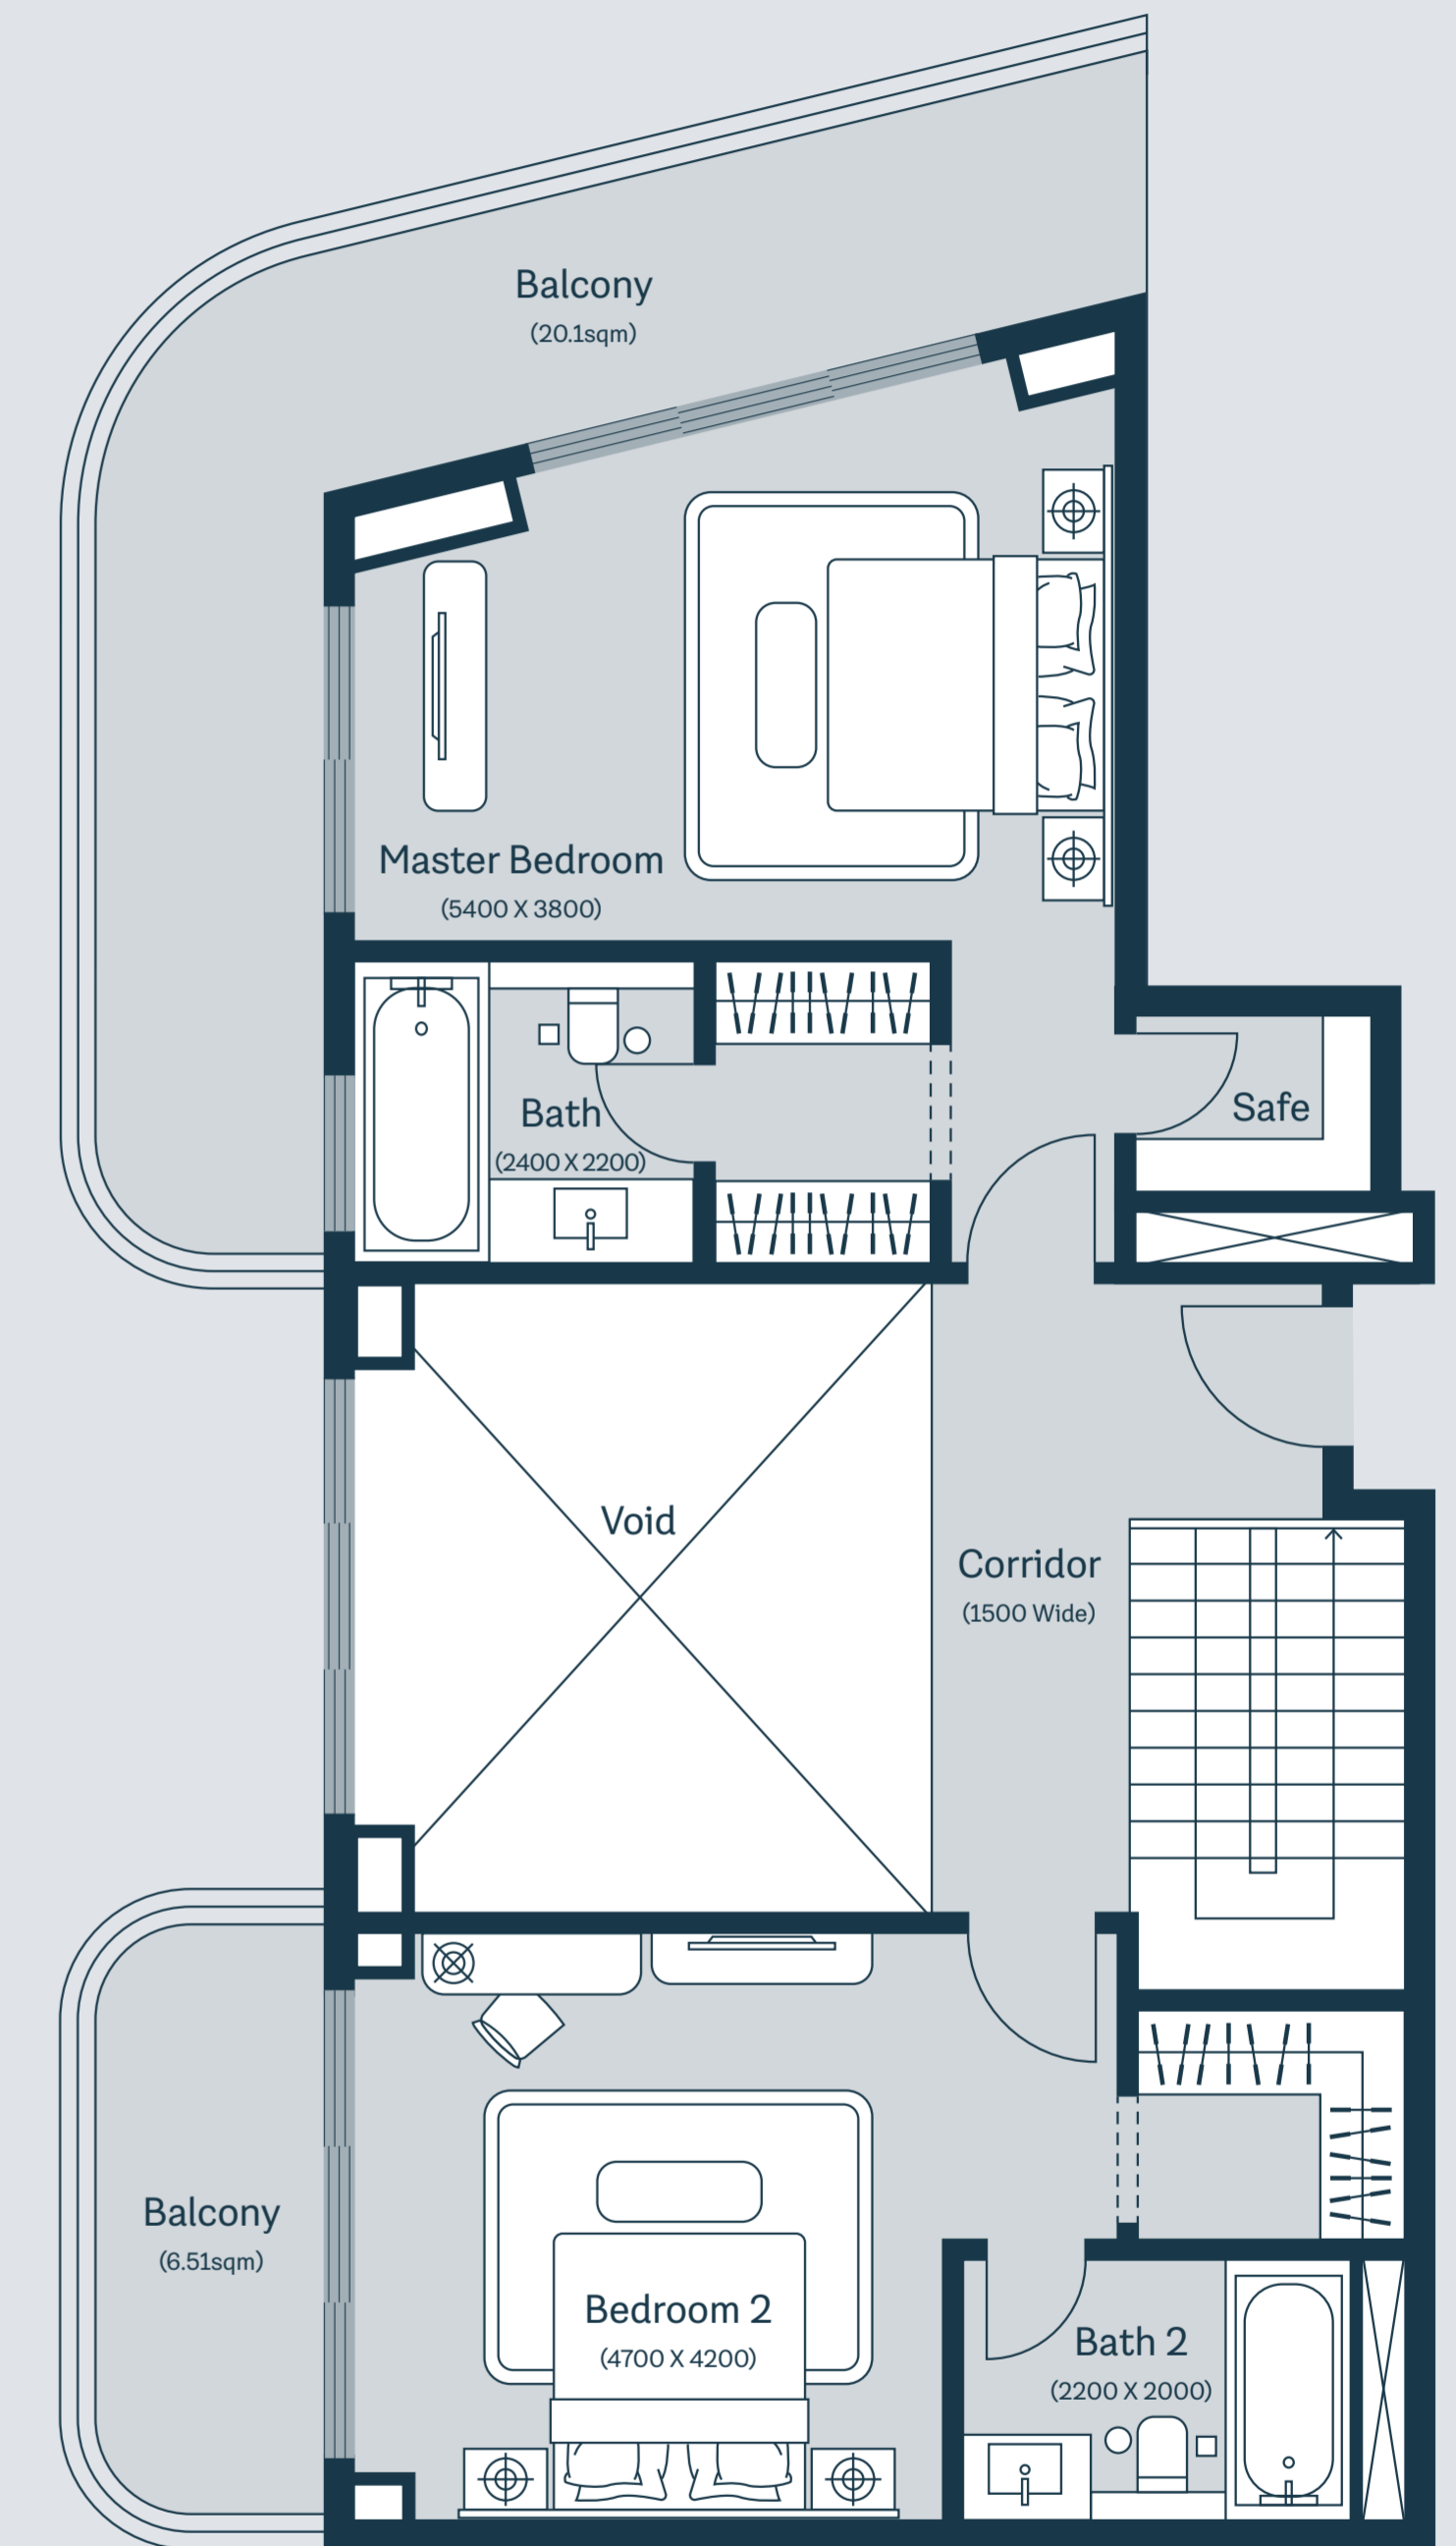 Balcony
(20.1sqm)
Master Bedroom
(5400 X 3800)
Bath
(2400 X 2200)
Safe
Void
Corridor
(1500 Wide)
Balcony
(6.51sqm)
Bedroom 2
(4700 X 4200)
Bath 2
(2200 X 2000)